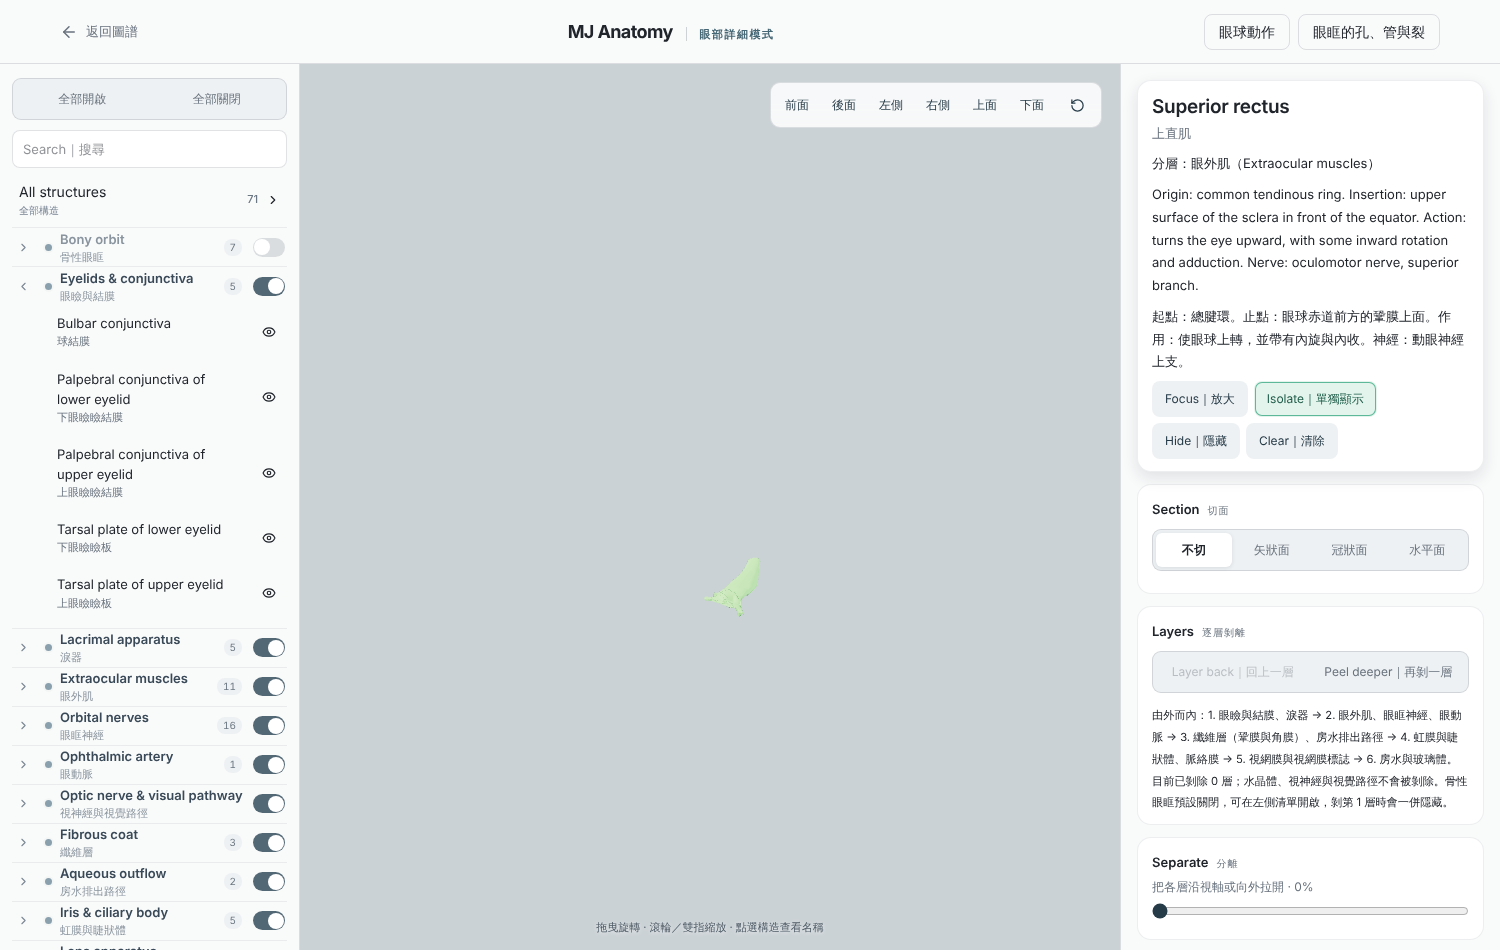 返回圖譜
MJ Anatomy | 眼部詳細模式
眼球動作
眼眶的孔、管與裂
全部開啟
全部關閉
Search｜搜尋
All structures
全部構造
71
Bony orbit
骨性眼眶
7
Eyelids & conjunctiva
眼瞼與結膜
5
Bulbar conjunctiva
球結膜
Palpebral conjunctiva of
lower eyelid
下眼瞼瞼結膜
Palpebral conjunctiva of
upper eyelid
上眼瞼瞼結膜
Tarsal plate of lower eyelid
下眼瞼瞼板
Tarsal plate of upper eyelid
上眼瞼瞼板
Lacrimal apparatus
淚器
5
Extraocular muscles
眼外肌
11
Orbital nerves
眼眶神經
16
Ophthalmic artery
眼動脈
1
Optic nerve & visual pathway
視神經與視覺路徑
Fibrous coat
纖維層
3
Aqueous outflow
房水排出路徑
2
Iris & ciliary body
虹膜與睫狀體
5
前面
後面
左側
右側
上面
下面
拖曳旋轉 · 滾輪／雙指縮放 · 點選構造查看名稱
Superior rectus
上直肌
分層：眼外肌（Extraocular muscles）
Origin: common tendinous ring. Insertion: upper
surface of the sclera in front of the equator. Action:
turns the eye upward, with some inward rotation
and adduction. Nerve: oculomotor nerve, superior
branch.
起點：總腱環。止點：眼球赤道前方的鞏膜上面。作
用：使眼球上轉，並帶有內旋與內收。神經：動眼神經
上支。
Focus｜放大
Isolate｜單獨顯示
Hide｜隱藏
Clear｜清除
Section 切面
不切
矢狀面
冠狀面
水平面
Layers 逐層剝離
Layer back｜回上一層
Peel deeper｜再剝一層
由外而內：1. 眼瞼與結膜、淚器 → 2. 眼外肌、眼眶神經、眼動
脈 → 3. 纖維層（鞏膜與角膜）、房水排出路徑 → 4. 虹膜與睫
狀體、脈絡膜 → 5. 視網膜與視網膜標誌 → 6. 房水與玻璃體。
目前已剝除 0 層；水晶體、視神經與視覺路徑不會被剝除。骨性
眼眶預設關閉，可在左側清單開啟，剝第 1 層時會一併隱藏。
Separate 分離
把各層沿視軸或向外拉開 · 0%